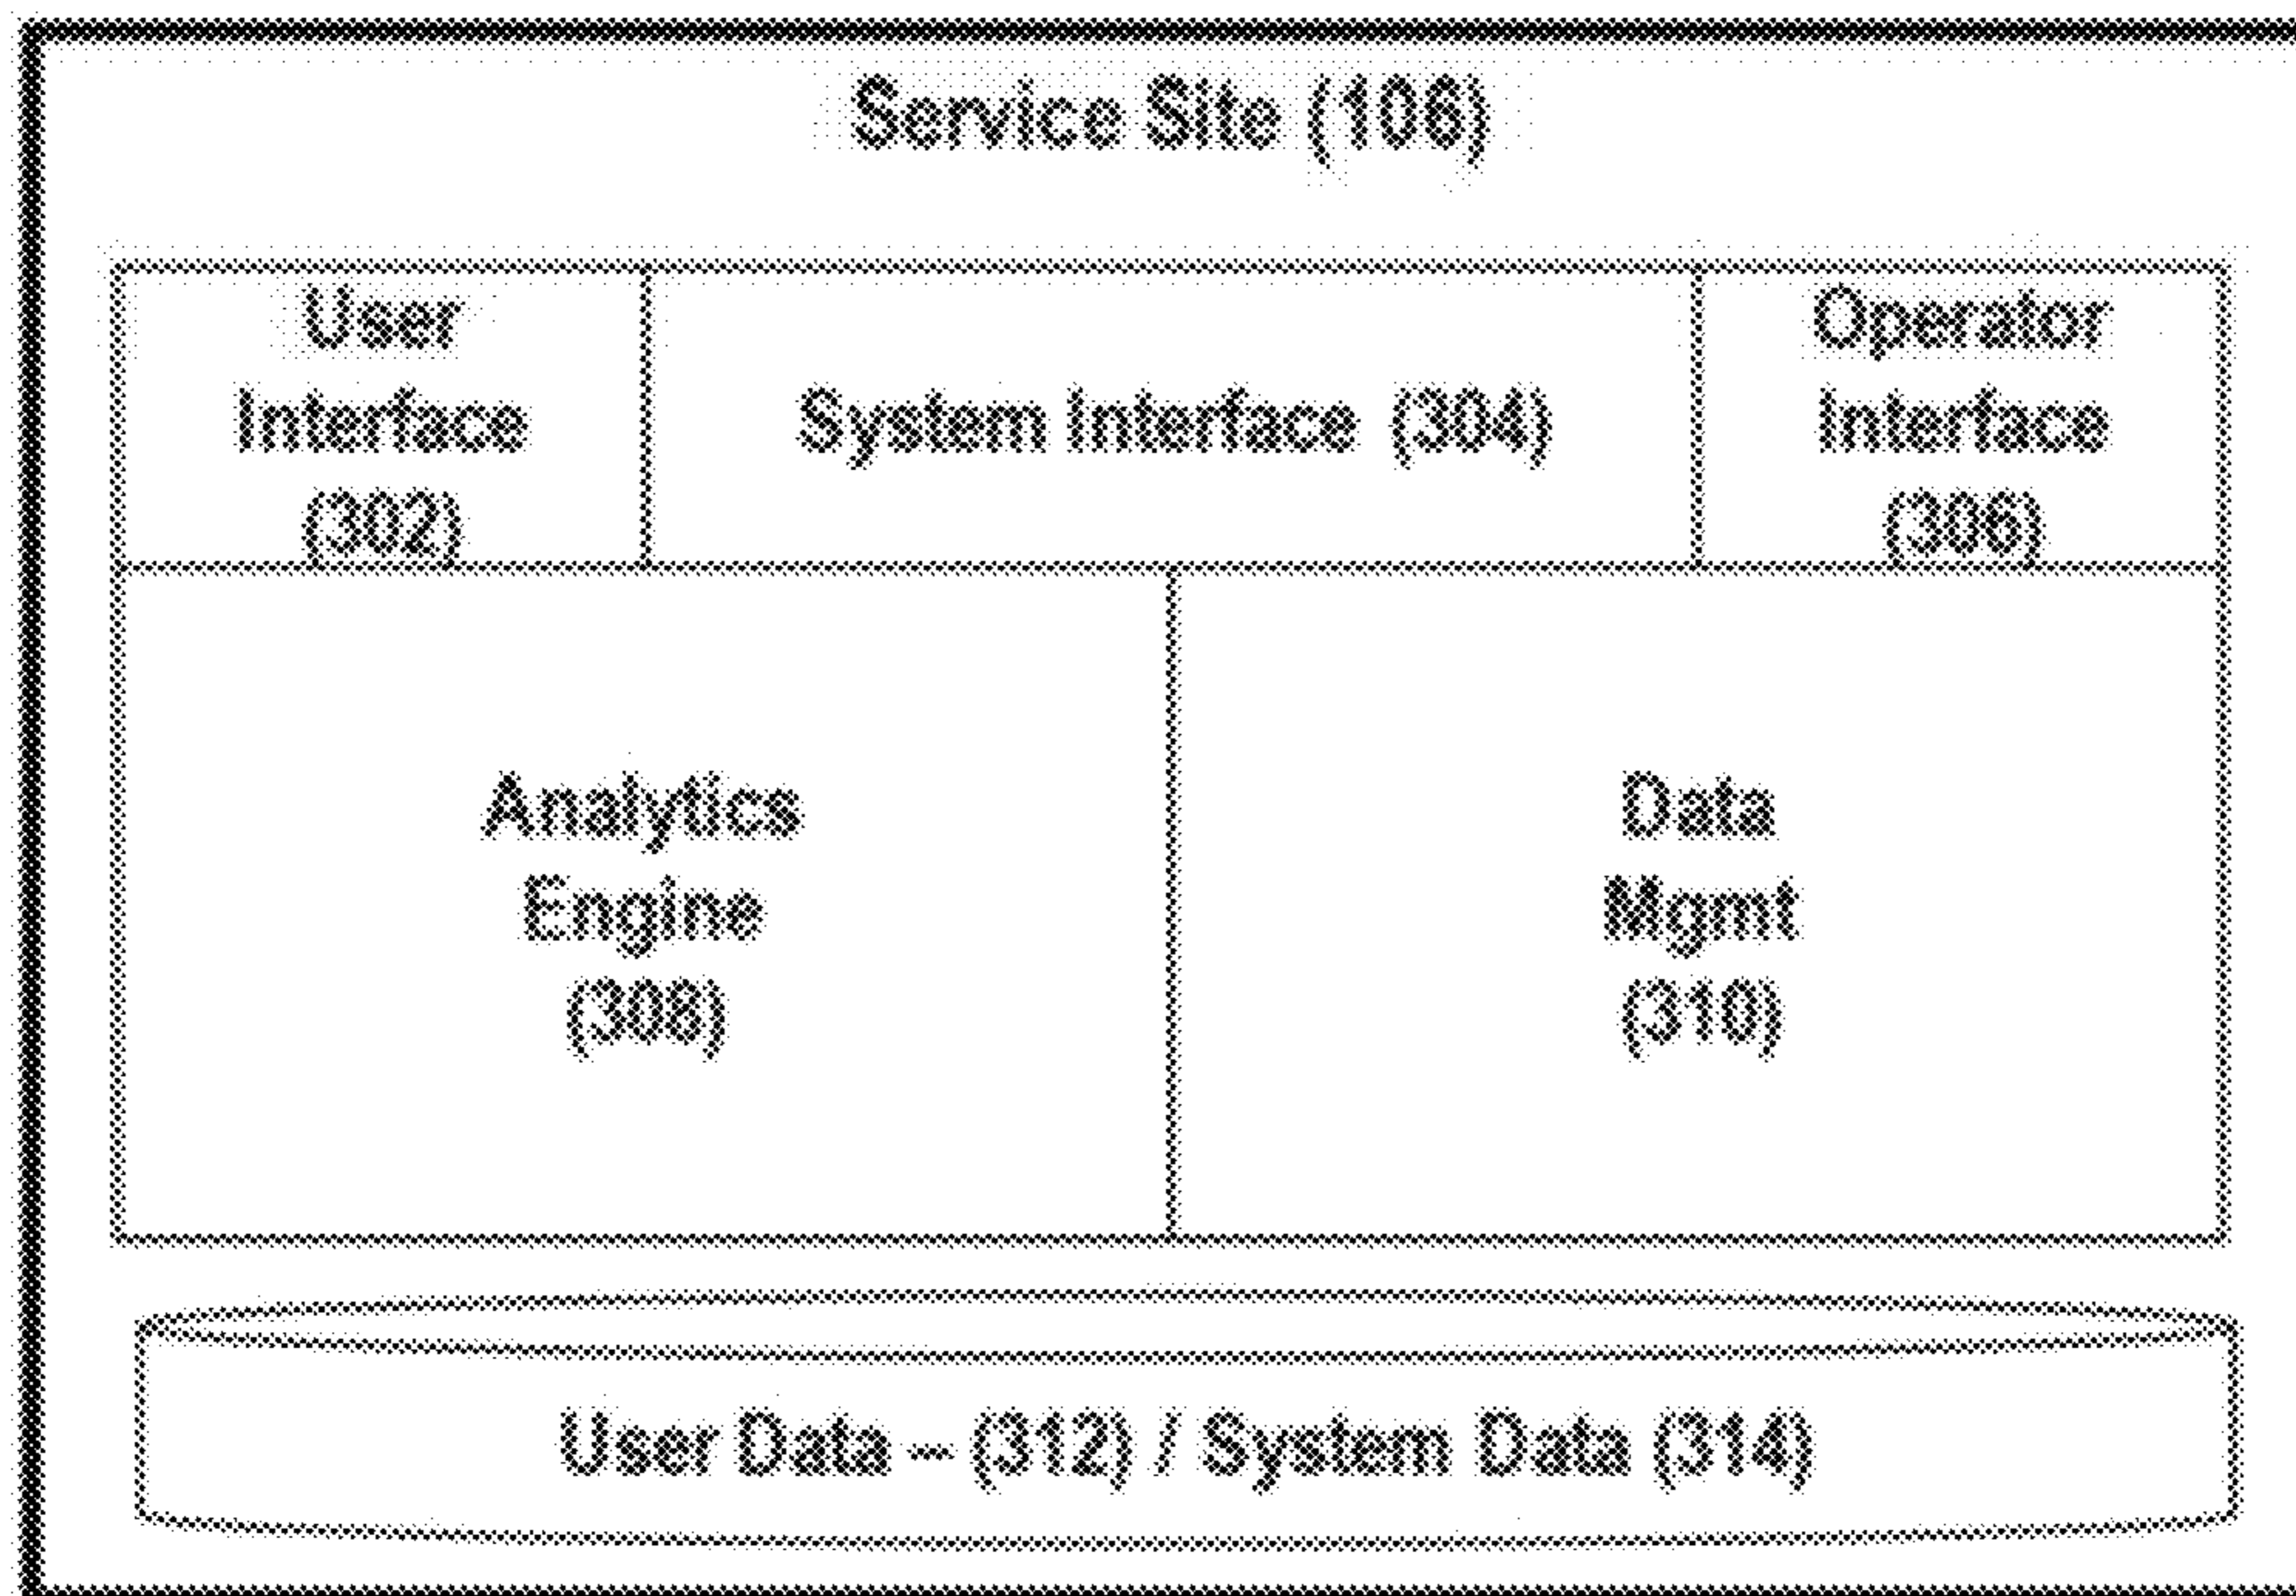 Service Site (106)
User
Interface
(302)
System Interface (304)
Operator
Interface
(306)
Analytics
Engine
(308)
Data
Mgmt
(310)
User Data – (312) / System Data (314)